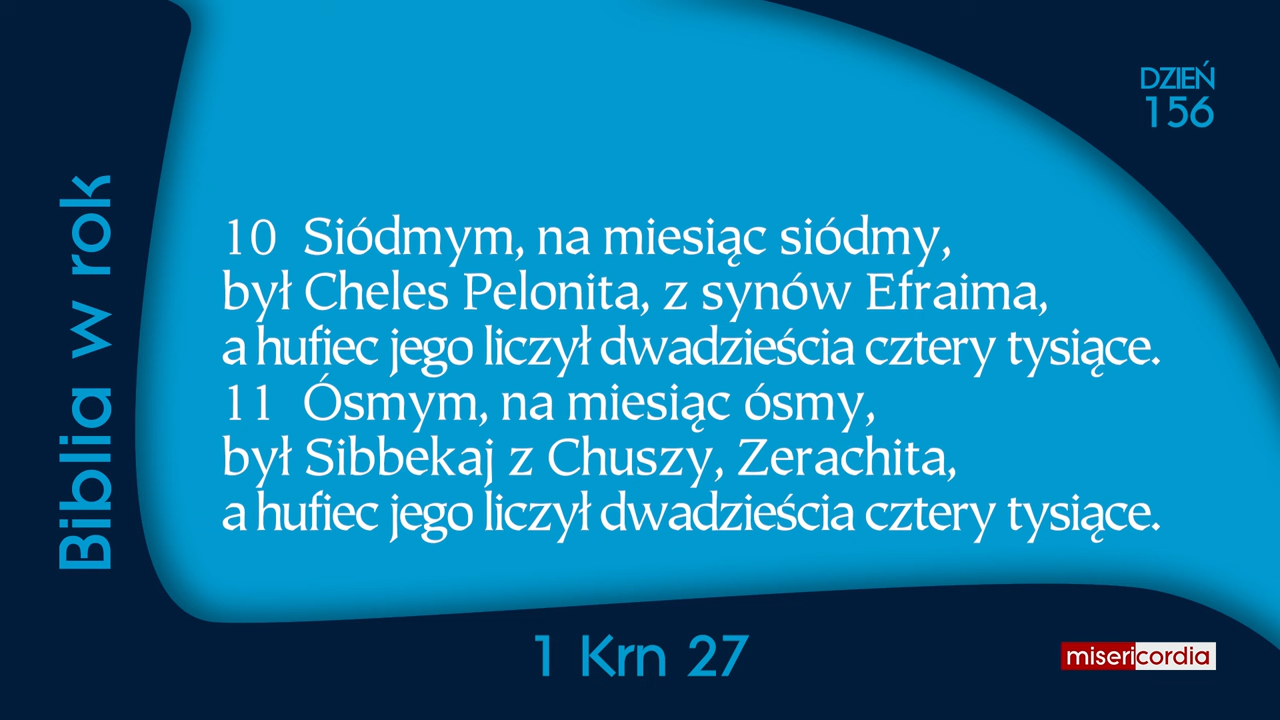 DZIEŃ
156
Biblia w rok
10 Siódmym, na miesiąc siódmy,
był Cheles Pelonita, z synów Efraima,
a hufiec jego liczył dwadzieścia cztery tysiące.
11 Ósmym, na miesiąc ósmy,
był Sibbekaj z Chuszy, Zerachita,
a hufiec jego liczył dwadzieścia cztery tysiące.
1 Krn 27
misericordia